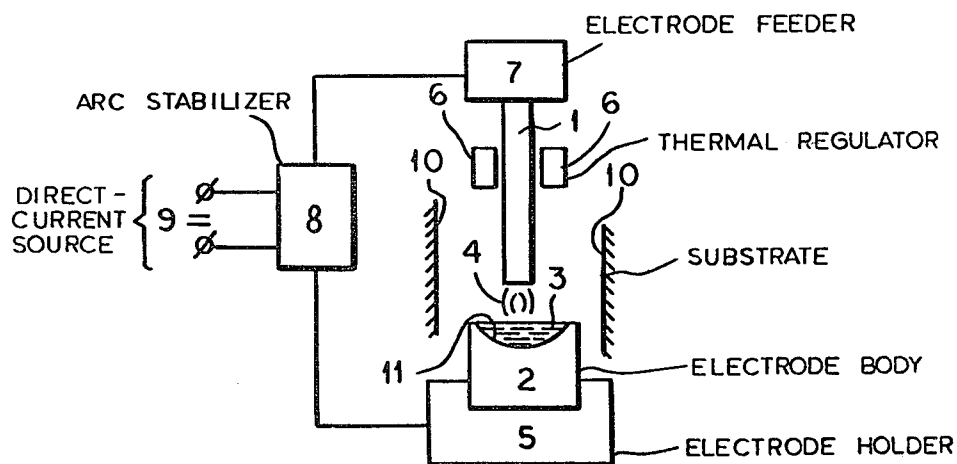 ELECTRODE FEEDER
7
6
1
6
ARC STABILIZER
THERMAL REGULATOR
10
10
DIRECT-
CURRENT
SOURCE
9 =
8
4
3
SUBSTRATE
11
2
ELECTRODE BODY
5
ELECTRODE HOLDER